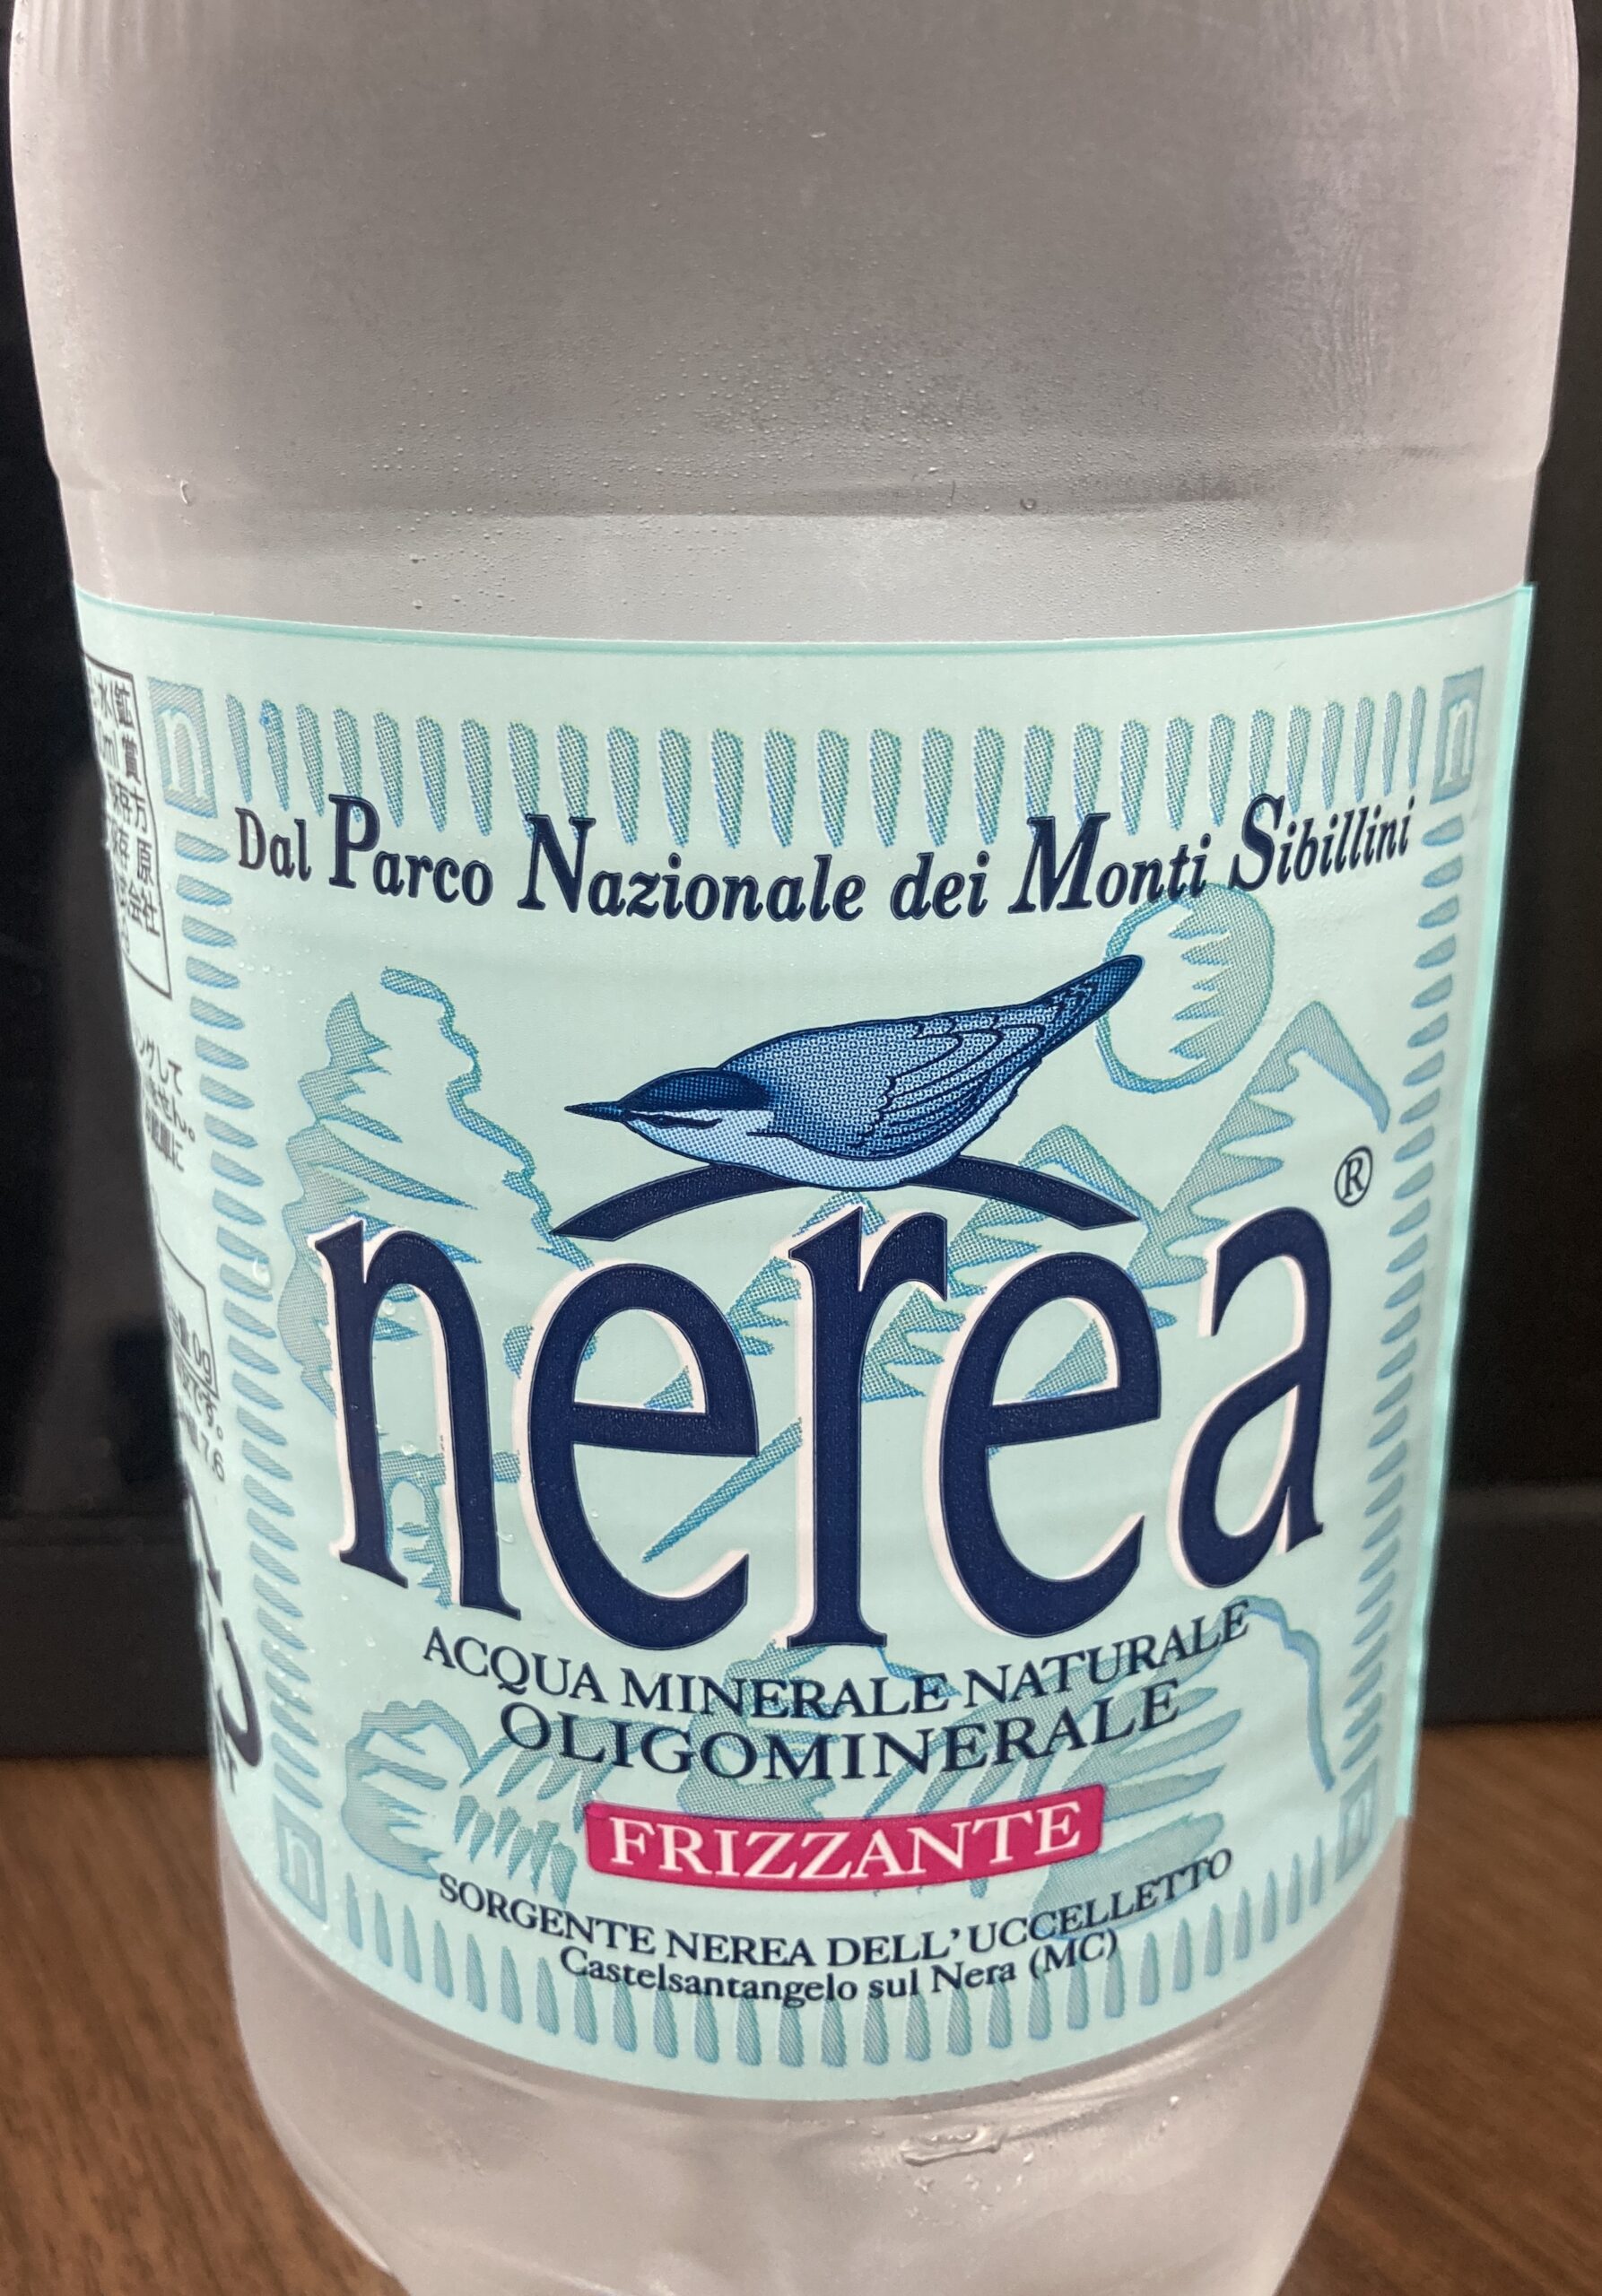 Dal Parco Nazionale dei Monti Sibillini
nerea®
ACQUA MINERALE NATURALE
OLIGOMINERALE
FRIZZANTE
SORGENTE NEREA DELL'UCCELLETTO
Castelsantangelo sul Nera (MC)
n
n
n
n